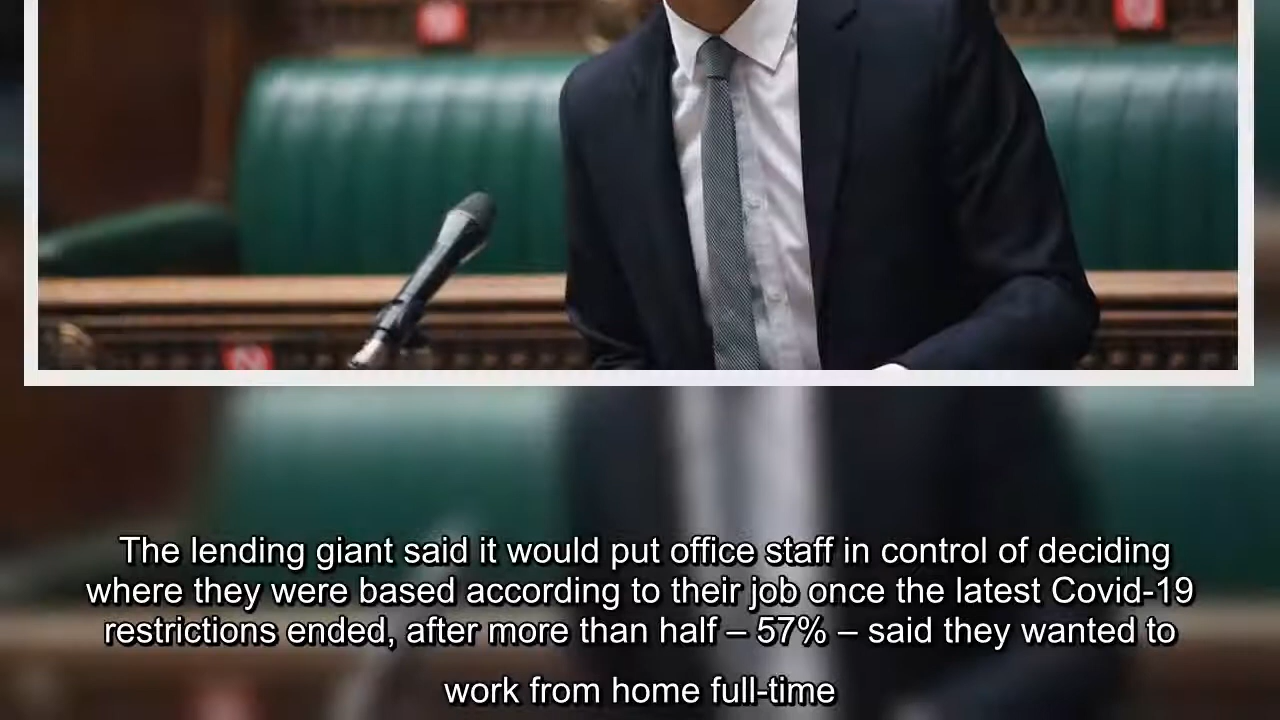 The lending giant said it would put office staff in control of deciding
where they were based according to their job once the latest Covid-19
restrictions ended, after more than half – 57% – said they wanted to
work from home full-time